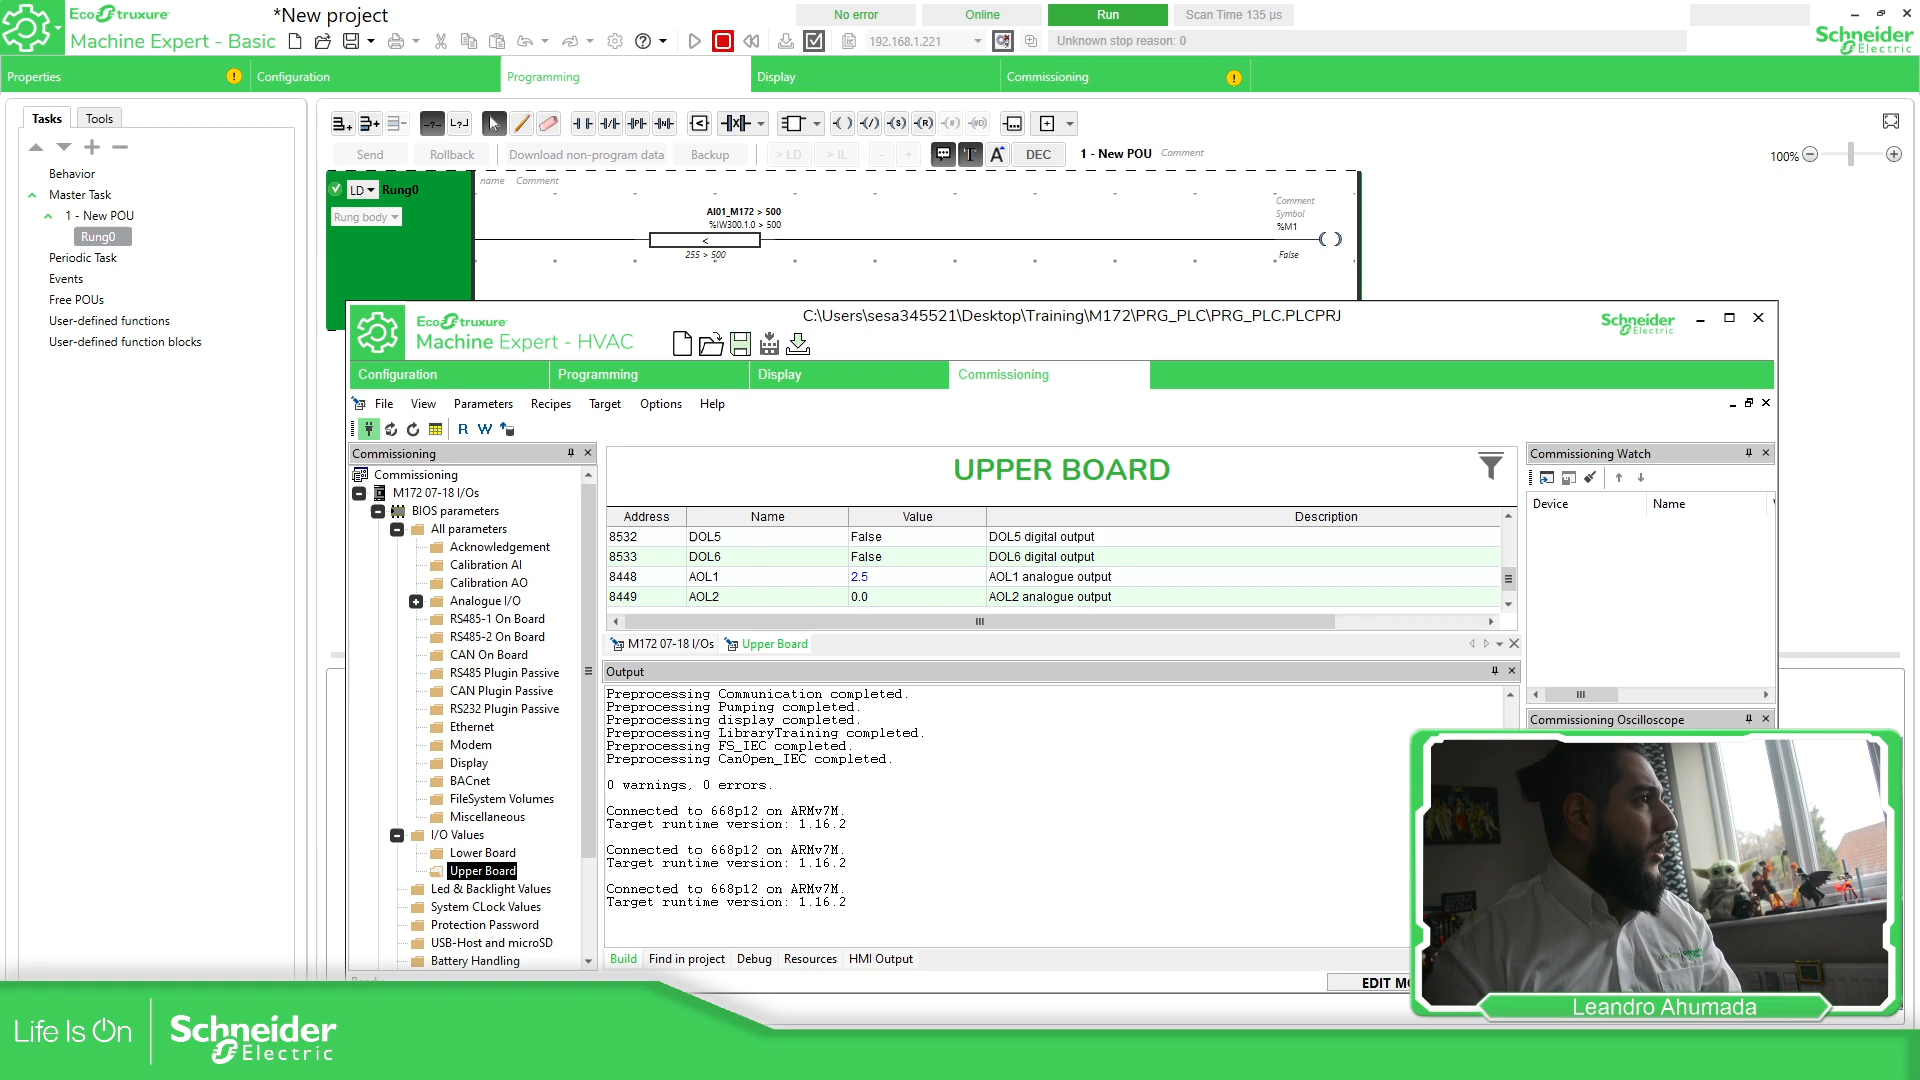 EcoStruxure
Machine Expert - Basic
*New project
No error
Online
Run
Scan Time 135 µs
192.168.1.221
Unknown stop reason: 0
Schneider
Electric
Properties
Configuration
Programming
Display
Commissioning
Tasks
Tools
Behavior
Master Task
1 - New POU
Rung0
Periodic Task
Events
Free POUs
User-defined functions
User-defined function blocks
Send
Rollback
Download non-program data
Backup
> LD
> IL
DEC
1 - New POU
Comment
100%
LD
Rung0
name
Comment
Rung body
AI01_M172 > 500
%IW300.1.0 > 500
<
255 > 500
Comment
Symbol
%M1
False
EcoStruxure
Machine Expert - HVAC
C:\Users\sesa345521\Desktop\Training\M172\PRG_PLC\PRG_PLC.PLCPRJ
Schneider
Electric
Configuration
Programming
Display
Commissioning
File
View
Parameters
Recipes
Target
Options
Help
R
W
Commissioning
Commissioning
M172 07-18 I/Os
BIOS parameters
All parameters
Acknowledgement
Calibration AI
Calibration AO
Analogue I/O
RS485-1 On Board
RS485-2 On Board
CAN On Board
RS485 Plugin Passive
CAN Plugin Passive
RS232 Plugin Passive
Ethernet
Modem
Display
BACnet
FileSystem Volumes
Miscellaneous
I/O Values
Lower Board
Upper Board
Led & Backlight Values
System CLock Values
Protection Password
USB-Host and microSD
Battery Handling
UPPER BOARD
Address Name Value Description
8532 DOL5 False DOL5 digital output
8533 DOL6 False DOL6 digital output
8448 AOL1 2.5 AOL1 analogue output
8449 AOL2 0.0 AOL2 analogue output
M172 07-18 I/Os
Upper Board
Output
Preprocessing Communication completed.
Preprocessing Pumping completed.
Preprocessing display completed.
Preprocessing LibraryTraining completed.
Preprocessing FS_IEC completed.
Preprocessing CanOpen_IEC completed.
0 warnings, 0 errors.
Connected to 668p12 on ARMv7M.
Target runtime version: 1.16.2
Connected to 668p12 on ARMv7M.
Target runtime version: 1.16.2
Connected to 668p12 on ARMv7M.
Target runtime version: 1.16.2
Build
Find in project
Debug
Resources
HMI Output
EDIT MO
Commissioning Watch
Device
Name
Commissioning Oscilloscope
Leandro Ahumada
Life Is On
Schneider
Electric